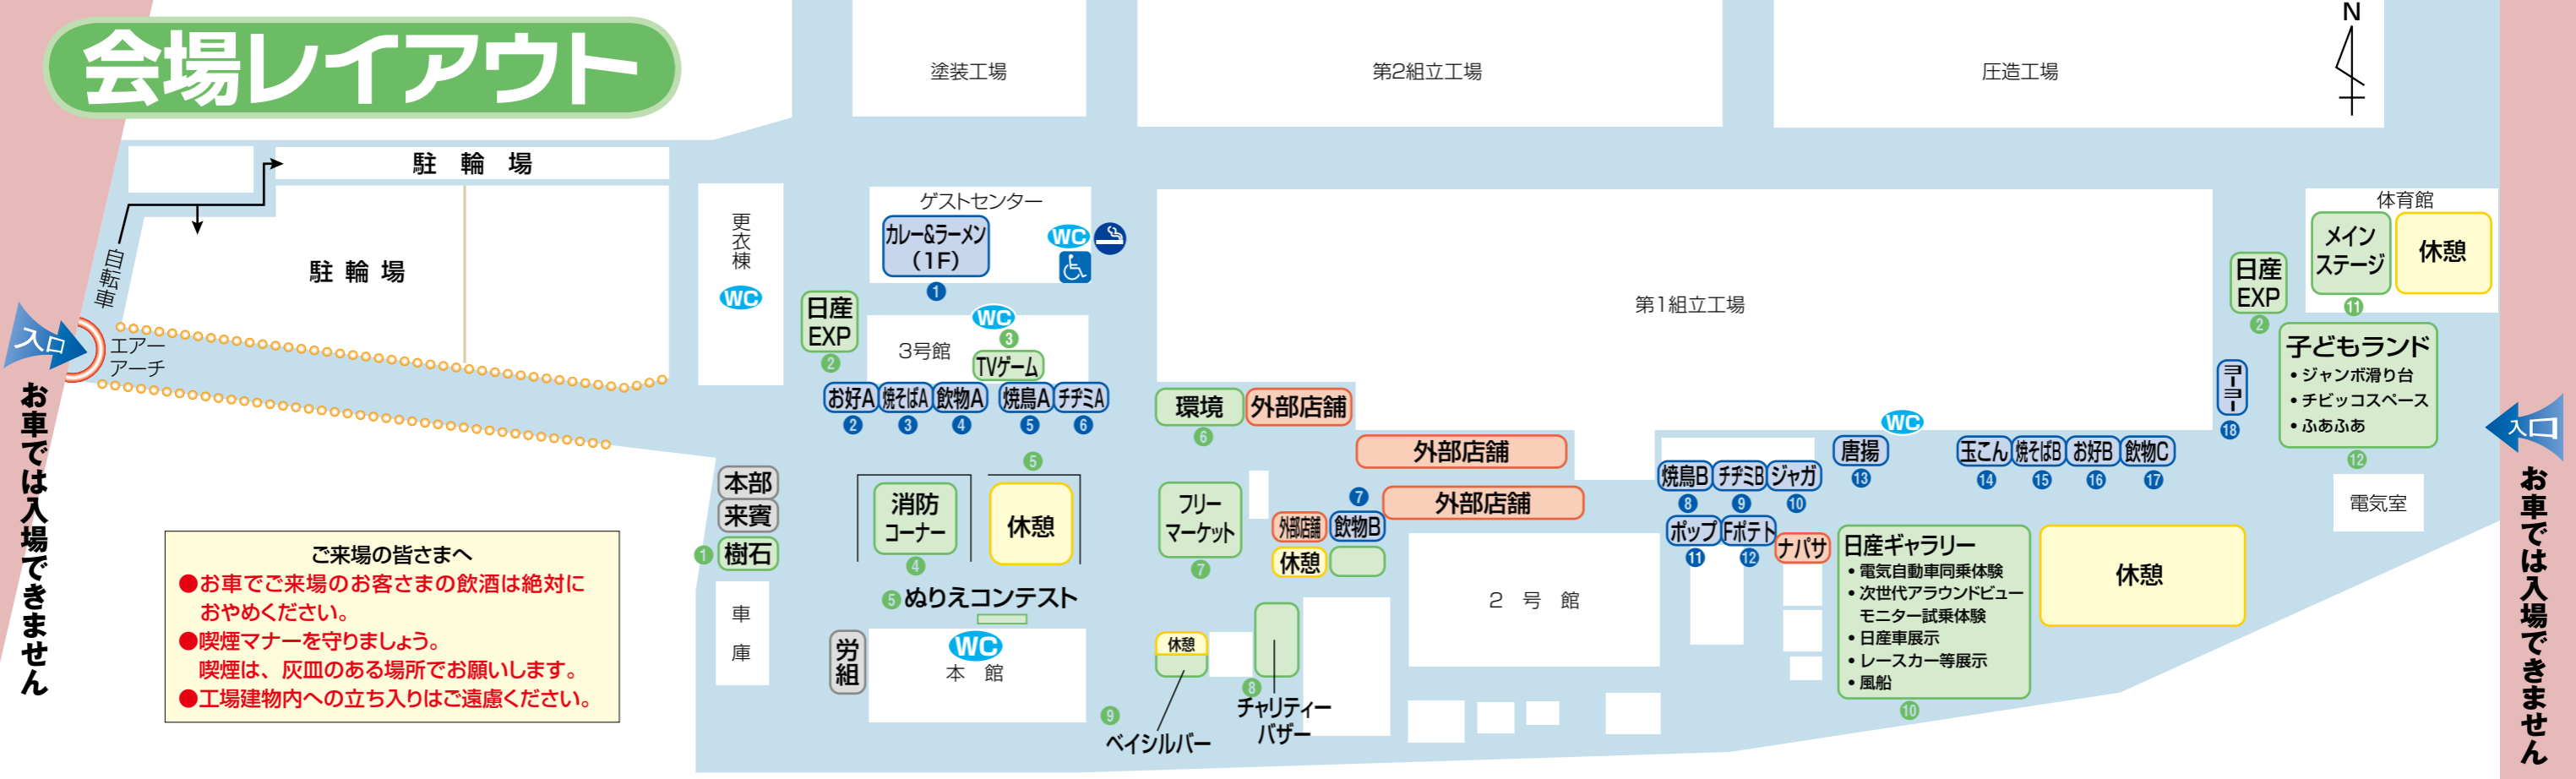 会場レイアウト
N
塗装工場
第2組立工場
圧造工場
駐輪場
駐輪場
自転車
入口
エアー
アーチ
お車では入場できません
更衣棟
WC
ゲストセンター
カレー&ラーメン
(1F)
1
WC
日産
EXP
2
3号館
WC
3
TVゲーム
お好A
焼そばA
飲物A
焼鳥A
チヂミA
2
3
4
5
6
第1組立工場
環境
6
外部店舗
外部店舗
外部店舗
本部
来賓
1
樹石
車庫
消防
コーナー
4
5
休憩
5
ぬりえコンテスト
労組
WC
本館
フリー
マーケット
7
外部店舗
7
飲物B
休憩
休憩
9
ベイシルバー
8
チャリティー
バザー
2号館
焼鳥B
チヂミB
ジャガ
8
9
10
ポップ
Fポテト
ナパサ
11
12
唐揚
13
WC
玉こん
焼そばB
お好B
飲物C
14
15
16
17
日産ギャラリー
•電気自動車同乗体験
•次世代アラウンドビュー
モニター試乗体験
•日産車展示
•レースカー等展示
•風船
10
休憩
体育館
メイン
ステージ
11
休憩
日産
EXP
2
ヨーヨー
18
子どもランド
•ジャンボ滑り台
•チビッコスペース
•ふあふあ
12
電気室
入口
お車では入場できません
ご来場の皆さまへ
●お車でご来場のお客さまの飲酒は絶対に
おやめください。
●喫煙マナーを守りましょう。
喫煙は、灰皿のある場所でお願いします。
●工場建物内への立ち入りはご遠慮ください。